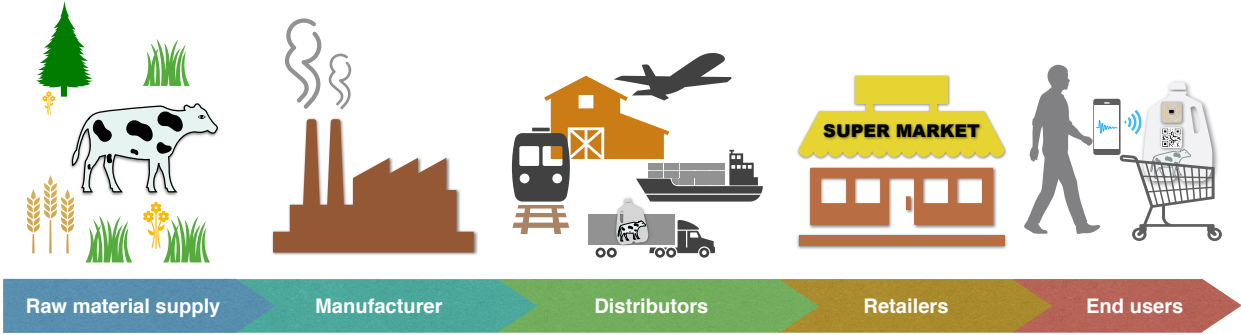 SUPER MARKET
Raw material supply
Manufacturer
Distributors
Retailers
End users